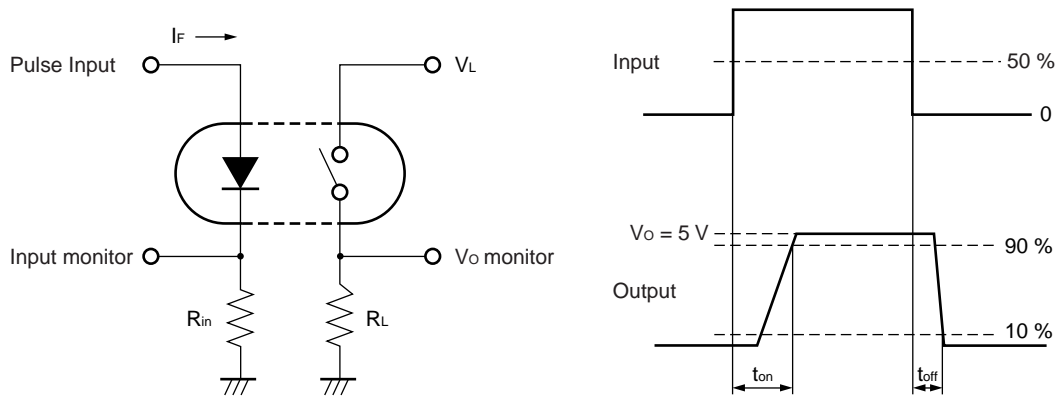 IF
Pulse Input
VL
Input monitor
VO monitor
Rin
RL
Input
50 %
0
VO = 5 V
90 %
Output
10 %
ton
toff